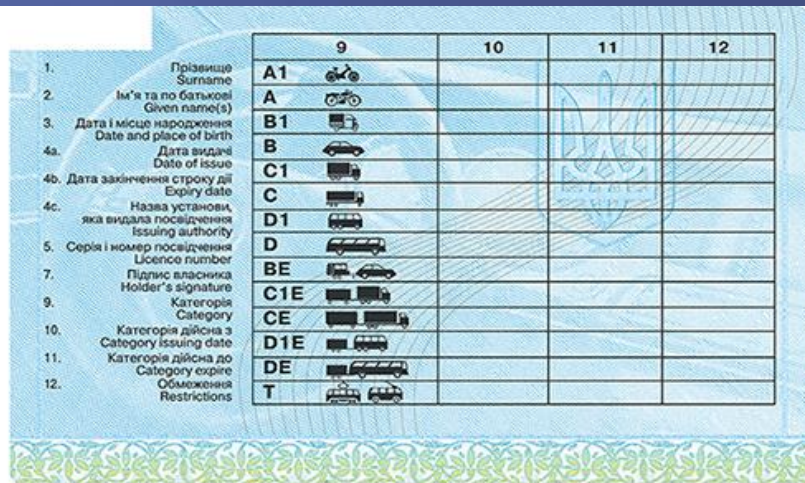 1. Прізвище
Surname
2. Ім'я та по батькові
Given name(s)
3. Дата і місце народження
Date and place of birth
4a. Дата видачі
Date of issue
4b. Дата закінчення строку дії
Expiry date
4c. Назва установи,
яка видала посвідчення
Issuing authority
5. Серія і номер посвідчення
Licence number
7. Підпис власника
Holder's signature
9. Категорія
Category
10. Категорія дійсна з
Category issuing date
11. Категорія дійсна до
Category expire
12. Обмеження
Restrictions
9 10 11 12
A1
A
B1
B
C1
C
D1
D
BE
C1E
CE
D1E
DE
T